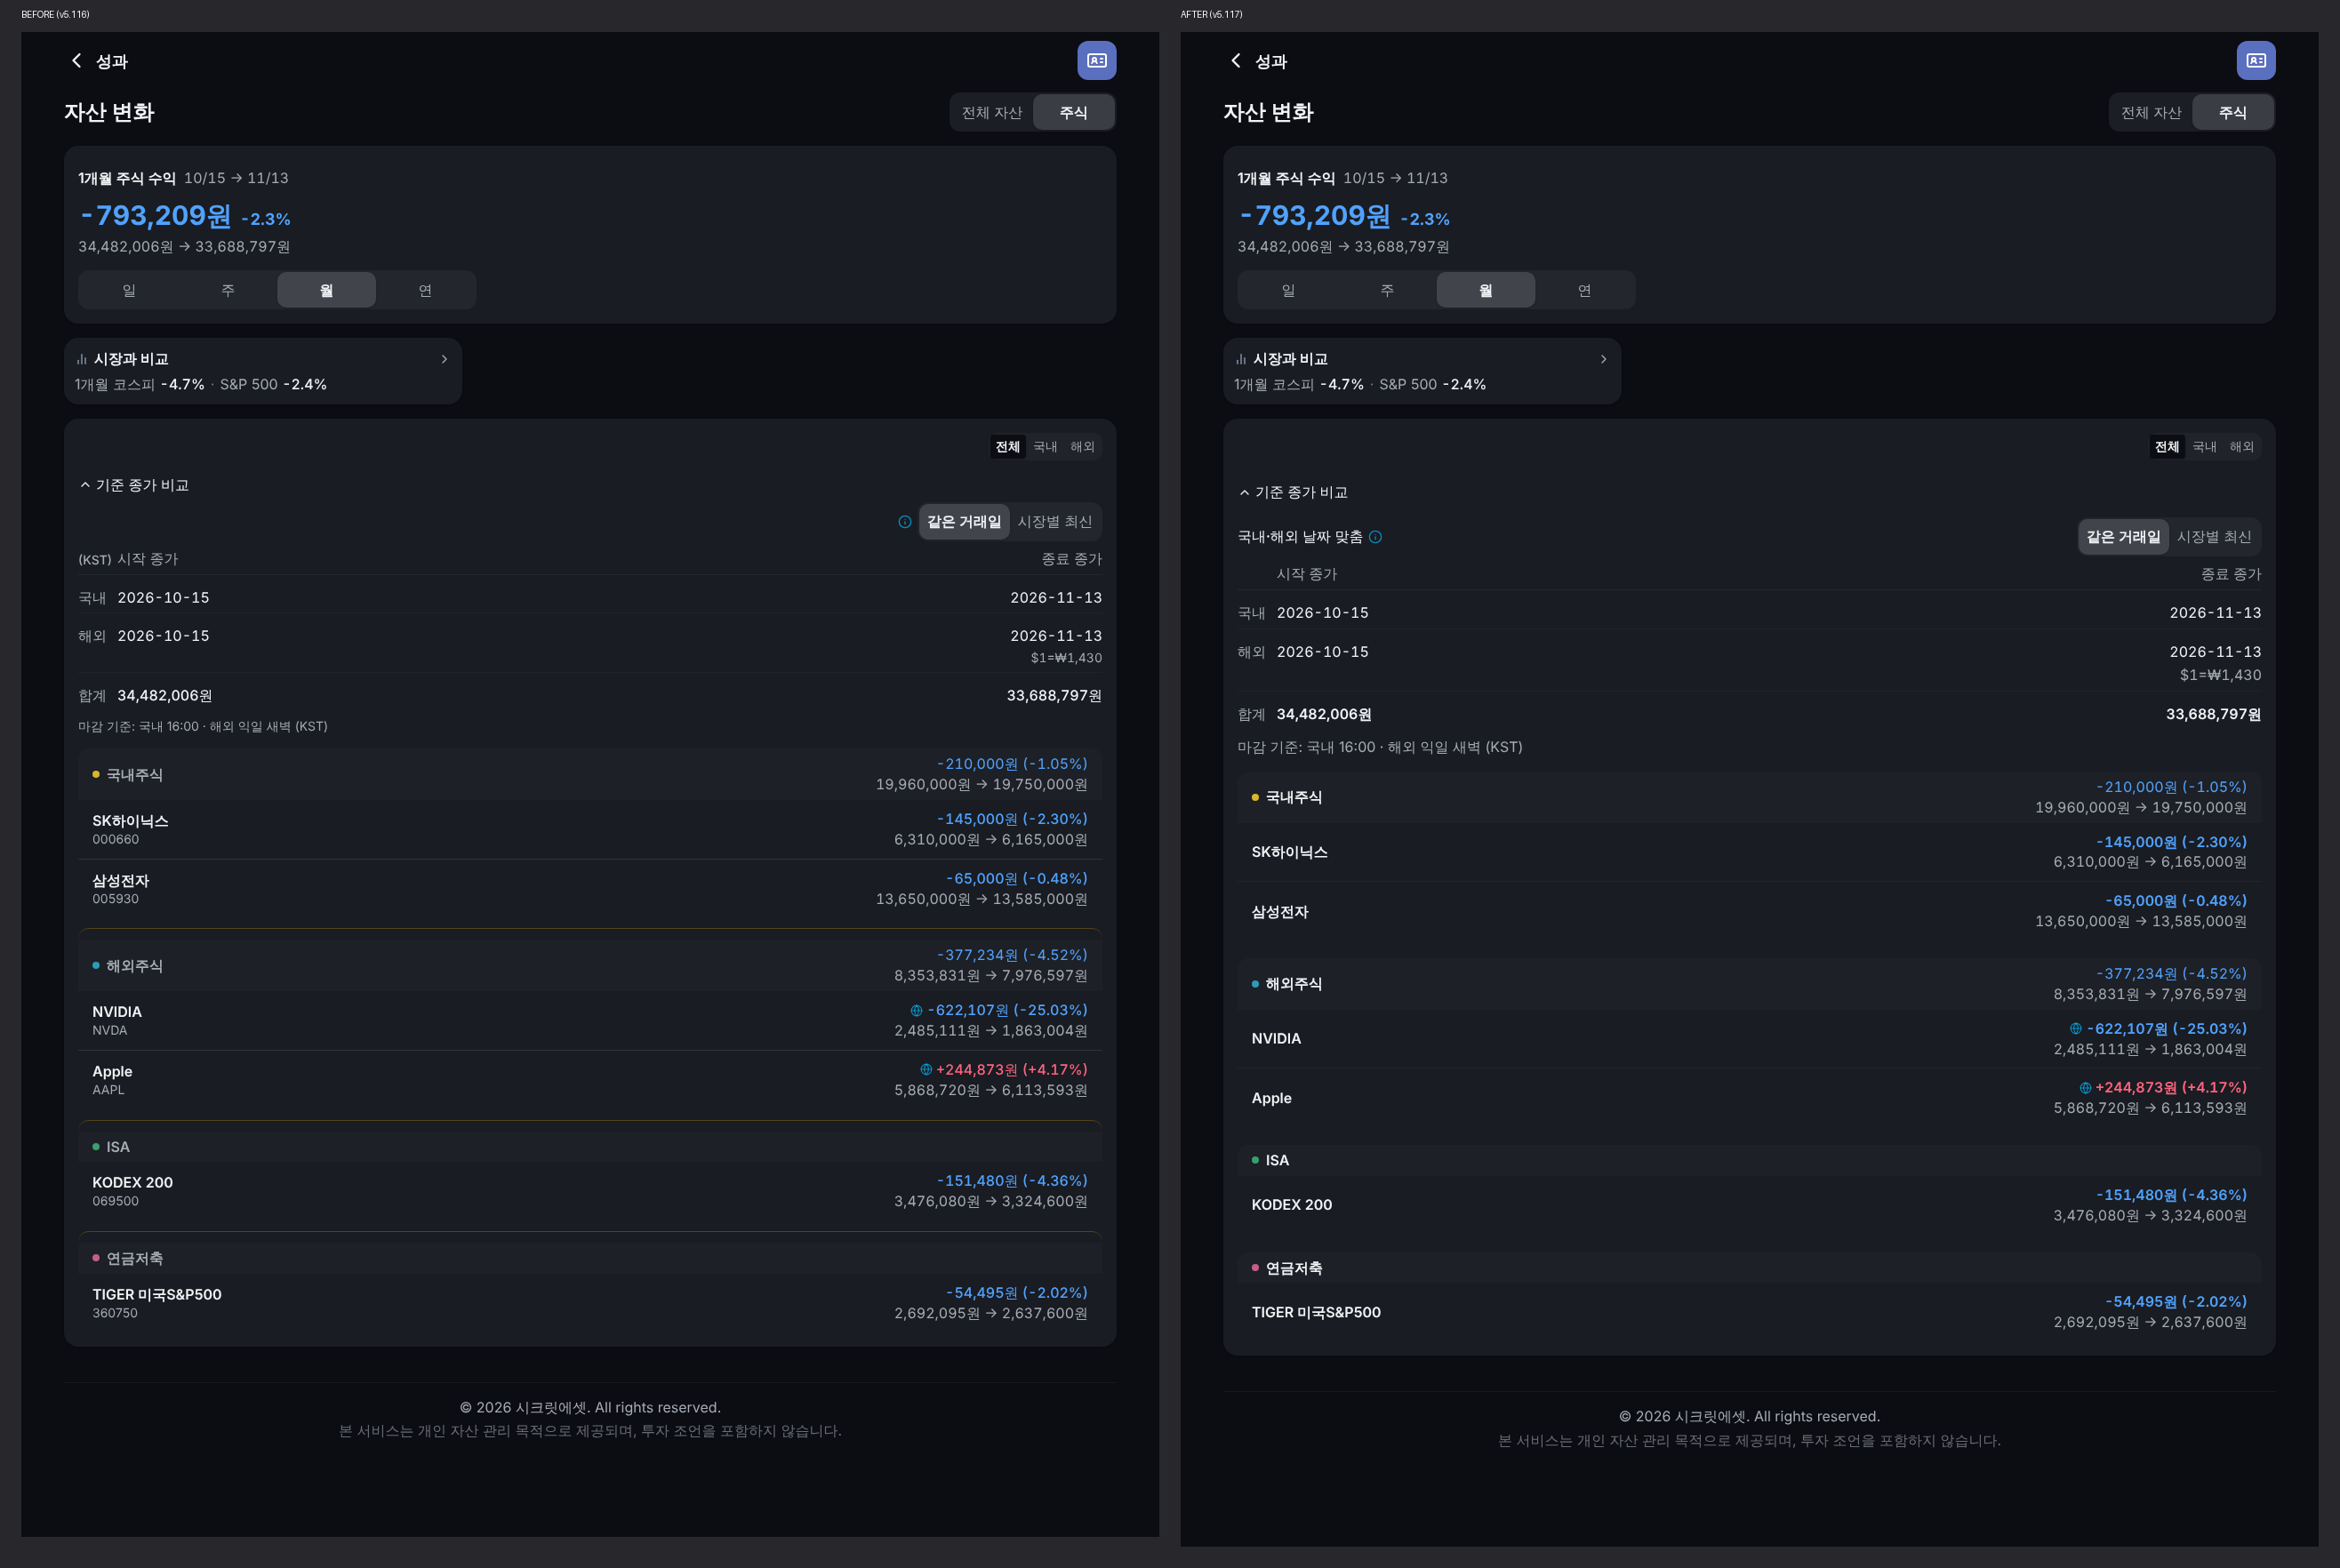 BEFORE (v5.116)
성과
자산 변화
전체 자산 주식
1개월 주식 수익 10/15 → 11/13
-793,209원 -2.3%
34,482,006원 → 33,688,797원
일 주 월 연
시장과 비교
1개월 코스피 -4.7% · S&P 500 -2.4%
전체 국내 해외
기준 종가 비교
같은 거래일 시장별 최신
(KST) 시작 종가 종료 종가
국내 2026-10-15 2026-11-13
해외 2026-10-15 2026-11-13
$1=₩1,430
합계 34,482,006원 33,688,797원
마감 기준: 국내 16:00 · 해외 익일 새벽 (KST)
국내주식 -210,000원 (-1.05%)
19,960,000원 → 19,750,000원
SK하이닉스 -145,000원 (-2.30%)
000660 6,310,000원 → 6,165,000원
삼성전자 -65,000원 (-0.48%)
005930 13,650,000원 → 13,585,000원
해외주식 -377,234원 (-4.52%)
8,353,831원 → 7,976,597원
NVIDIA -622,107원 (-25.03%)
NVDA 2,485,111원 → 1,863,004원
Apple +244,873원 (+4.17%)
AAPL 5,868,720원 → 6,113,593원
ISA
KODEX 200 -151,480원 (-4.36%)
069500 3,476,080원 → 3,324,600원
연금저축
TIGER 미국S&P500 -54,495원 (-2.02%)
360750 2,692,095원 → 2,637,600원
© 2026 시크릿에셋. All rights reserved.
본 서비스는 개인 자산 관리 목적으로 제공되며, 투자 조언을 포함하지 않습니다.
AFTER (v5.117)
성과
자산 변화
전체 자산 주식
1개월 주식 수익 10/15 → 11/13
-793,209원 -2.3%
34,482,006원 → 33,688,797원
일 주 월 연
시장과 비교
1개월 코스피 -4.7% · S&P 500 -2.4%
전체 국내 해외
기준 종가 비교
국내·해외 날짜 맞춤 같은 거래일 시장별 최신
시작 종가 종료 종가
국내 2026-10-15 2026-11-13
해외 2026-10-15 2026-11-13
$1=₩1,430
합계 34,482,006원 33,688,797원
마감 기준: 국내 16:00 · 해외 익일 새벽 (KST)
국내주식 -210,000원 (-1.05%)
19,960,000원 → 19,750,000원
SK하이닉스 -145,000원 (-2.30%)
6,310,000원 → 6,165,000원
삼성전자 -65,000원 (-0.48%)
13,650,000원 → 13,585,000원
해외주식 -377,234원 (-4.52%)
8,353,831원 → 7,976,597원
NVIDIA -622,107원 (-25.03%)
2,485,111원 → 1,863,004원
Apple +244,873원 (+4.17%)
5,868,720원 → 6,113,593원
ISA
KODEX 200 -151,480원 (-4.36%)
3,476,080원 → 3,324,600원
연금저축
TIGER 미국S&P500 -54,495원 (-2.02%)
2,692,095원 → 2,637,600원
© 2026 시크릿에셋. All rights reserved.
본 서비스는 개인 자산 관리 목적으로 제공되며, 투자 조언을 포함하지 않습니다.